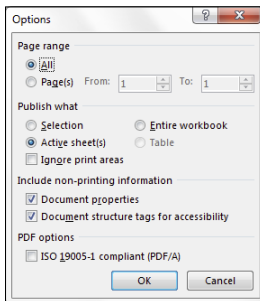 Options
Page range
All
Page(s) From: 1 To: 1
Publish what
Selection Entire workbook
Active sheet(s) Table
Ignore print areas
Include non-printing information
Document properties
Document structure tags for accessibility
PDF options
ISO 19005-1 compliant (PDF/A)
OK Cancel